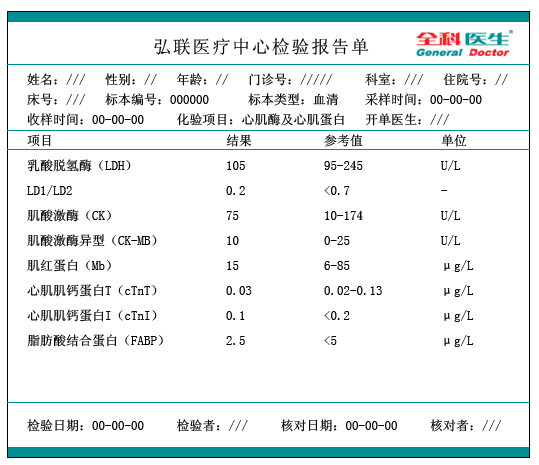 弘联医疗中心检验报告单
全科医生®
General Doctor
姓名：/// 性别：// 年龄：// 门诊号：///// 科室：/// 住院号：//
床号：/// 标本编号：000000 标本类型：血清 采样时间：00-00-00
收样时间：00-00-00 化验项目：心肌酶及心肌蛋白 开单医生：///
项目 结果 参考值 单位
乳酸脱氢酶（LDH） 105 95-245 U/L
LD1/LD2 0.2 <0.7 -
肌酸激酶（CK） 75 10-174 U/L
肌酸激酶异型（CK-MB） 10 0-25 U/L
肌红蛋白（Mb） 15 6-85 μg/L
心肌肌钙蛋白T（cTnT） 0.03 0.02-0.13 μg/L
心肌肌钙蛋白I（cTnI） 0.1 <0.2 μg/L
脂肪酸结合蛋白（FABP） 2.5 <5 μg/L
检验日期：00-00-00 检验者：/// 核对日期：00-00-00 核对者：///